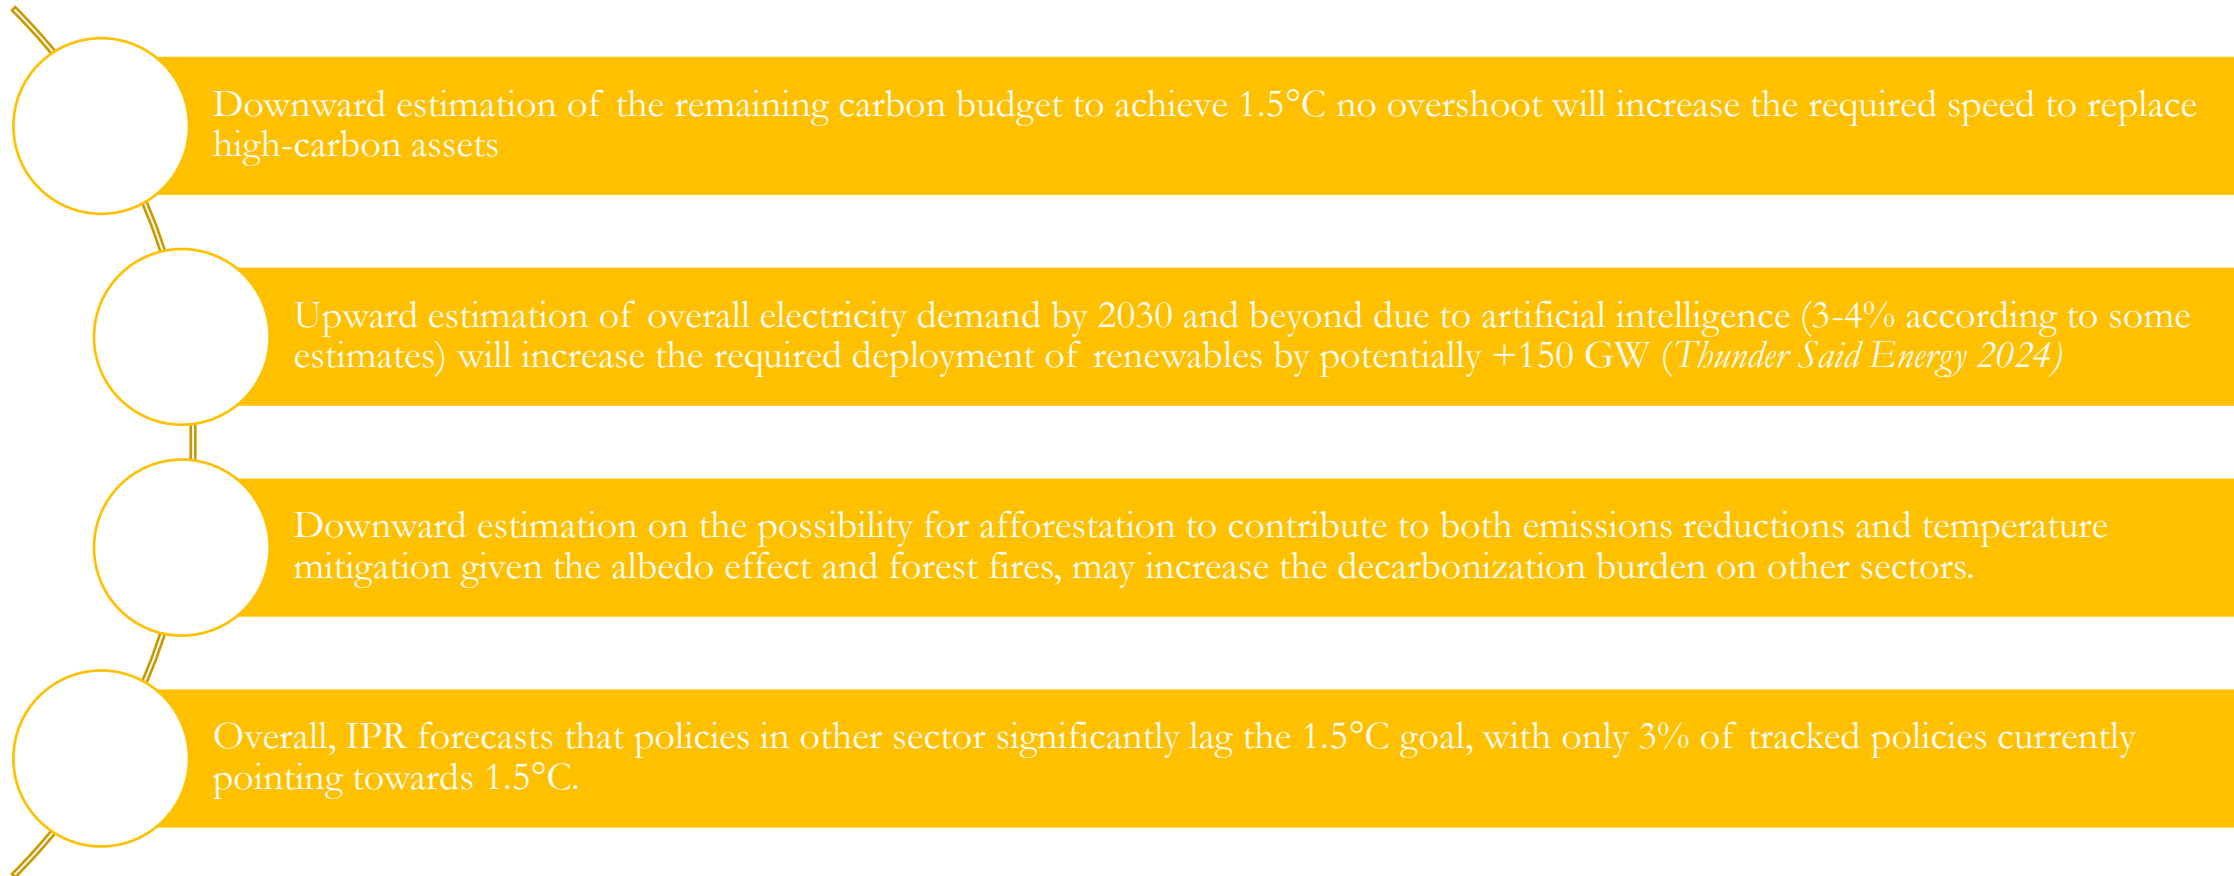 Downward estimation of the remaining carbon budget to achieve 1.5°C no overshoot will increase the required speed to replace
high-carbon assets
Upward estimation of overall electricity demand by 2030 and beyond due to artificial intelligence (3-4% according to some
estimates) will increase the required deployment of renewables by potentially +150 GW (Thunder Said Energy 2024)
Downward estimation on the possibility for afforestation to contribute to both emissions reductions and temperature
mitigation given the albedo effect and forest fires, may increase the decarbonization burden on other sectors.
Overall, IPR forecasts that policies in other sector significantly lag the 1.5°C goal, with only 3% of tracked policies currently
pointing towards 1.5°C.